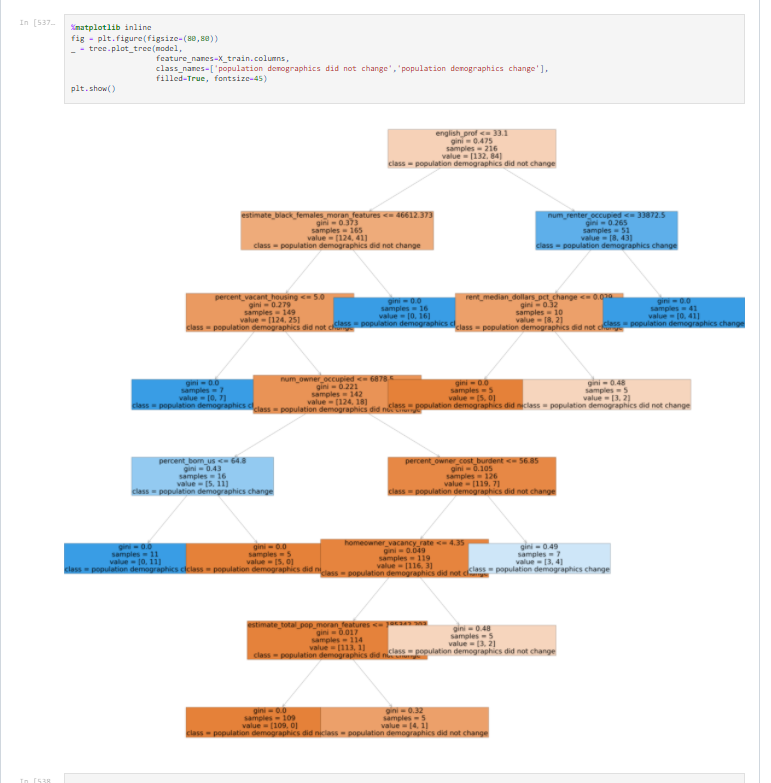 In [537…
%matplotlib inline
fig = plt.figure(figsize=(80,80))
_ = tree.plot_tree(model,
feature_names=X_train.columns,
class_names=['population demographics did not change','population demographics change'],
filled=True, fontsize=45)
plt.show()
english_prof <= 33.1
gini = 0.475
samples = 216
value = [132, 84]
class = population demographics did not change
estimate_black_females_moran_features <= 46612.373
gini = 0.373
samples = 165
value = [124, 41]
class = population demographics did not change
num_renter_occupied <= 33872.5
gini = 0.265
samples = 51
value = [8, 43]
class = population demographics change
percent_vacant_housing <= 5.0
gini = 0.279
samples = 149
value = [124, 25]
class = population demographics did not change
gini = 0.0
samples = 16
value = [0, 16]
class = population demographics c
rent_median_dollars_pct_change <= 0.039
gini = 0.32
samples = 10
value = [8, 2]
class = population demographics did not change
gini = 0.0
samples = 41
value = [0, 41]
class = population demographics change
gini = 0.0
samples = 7
value = [0, 7]
class = population demographics c
num_owner_occupied <= 6878.5
gini = 0.221
samples = 142
value = [124, 18]
class = population demographics did not change
gini = 0.0
samples = 5
value = [5, 0]
class = population demographics did n
gini = 0.48
samples = 5
value = [3, 2]
class = population demographics did not change
percent_born_us <= 64.8
gini = 0.43
samples = 16
value = [5, 11]
class = population demographics change
percent_owner_cost_burdent <= 56.85
gini = 0.105
samples = 126
value = [119, 7]
class = population demographics did not change
gini = 0.0
samples = 11
value = [0, 11]
class = population demographics c
gini = 0.0
samples = 5
value = [5, 0]
class = population demographics did n
homeowner_vacancy_rate <= 4.35
gini = 0.049
samples = 119
value = [116, 3]
class = population demographics did not change
gini = 0.49
samples = 7
value = [3, 4]
class = population demographics change
estimate_total_pop_moran_features <=
gini = 0.017
samples = 114
value = [113, 1]
class = population demographics did not change
gini = 0.48
samples = 5
value = [3, 2]
class = population demographics did not change
gini = 0.0
samples = 109
value = [109, 0]
class = population demographics did n
gini = 0.32
samples = 5
value = [4, 1]
class = population demographics did not change
In [538